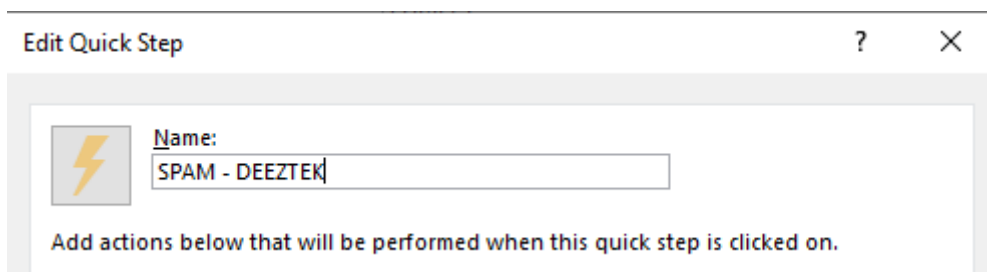 Edit Quick Step ?
Name:
SPAM - DEEZTEK
Add actions below that will be performed when this quick step is clicked on.